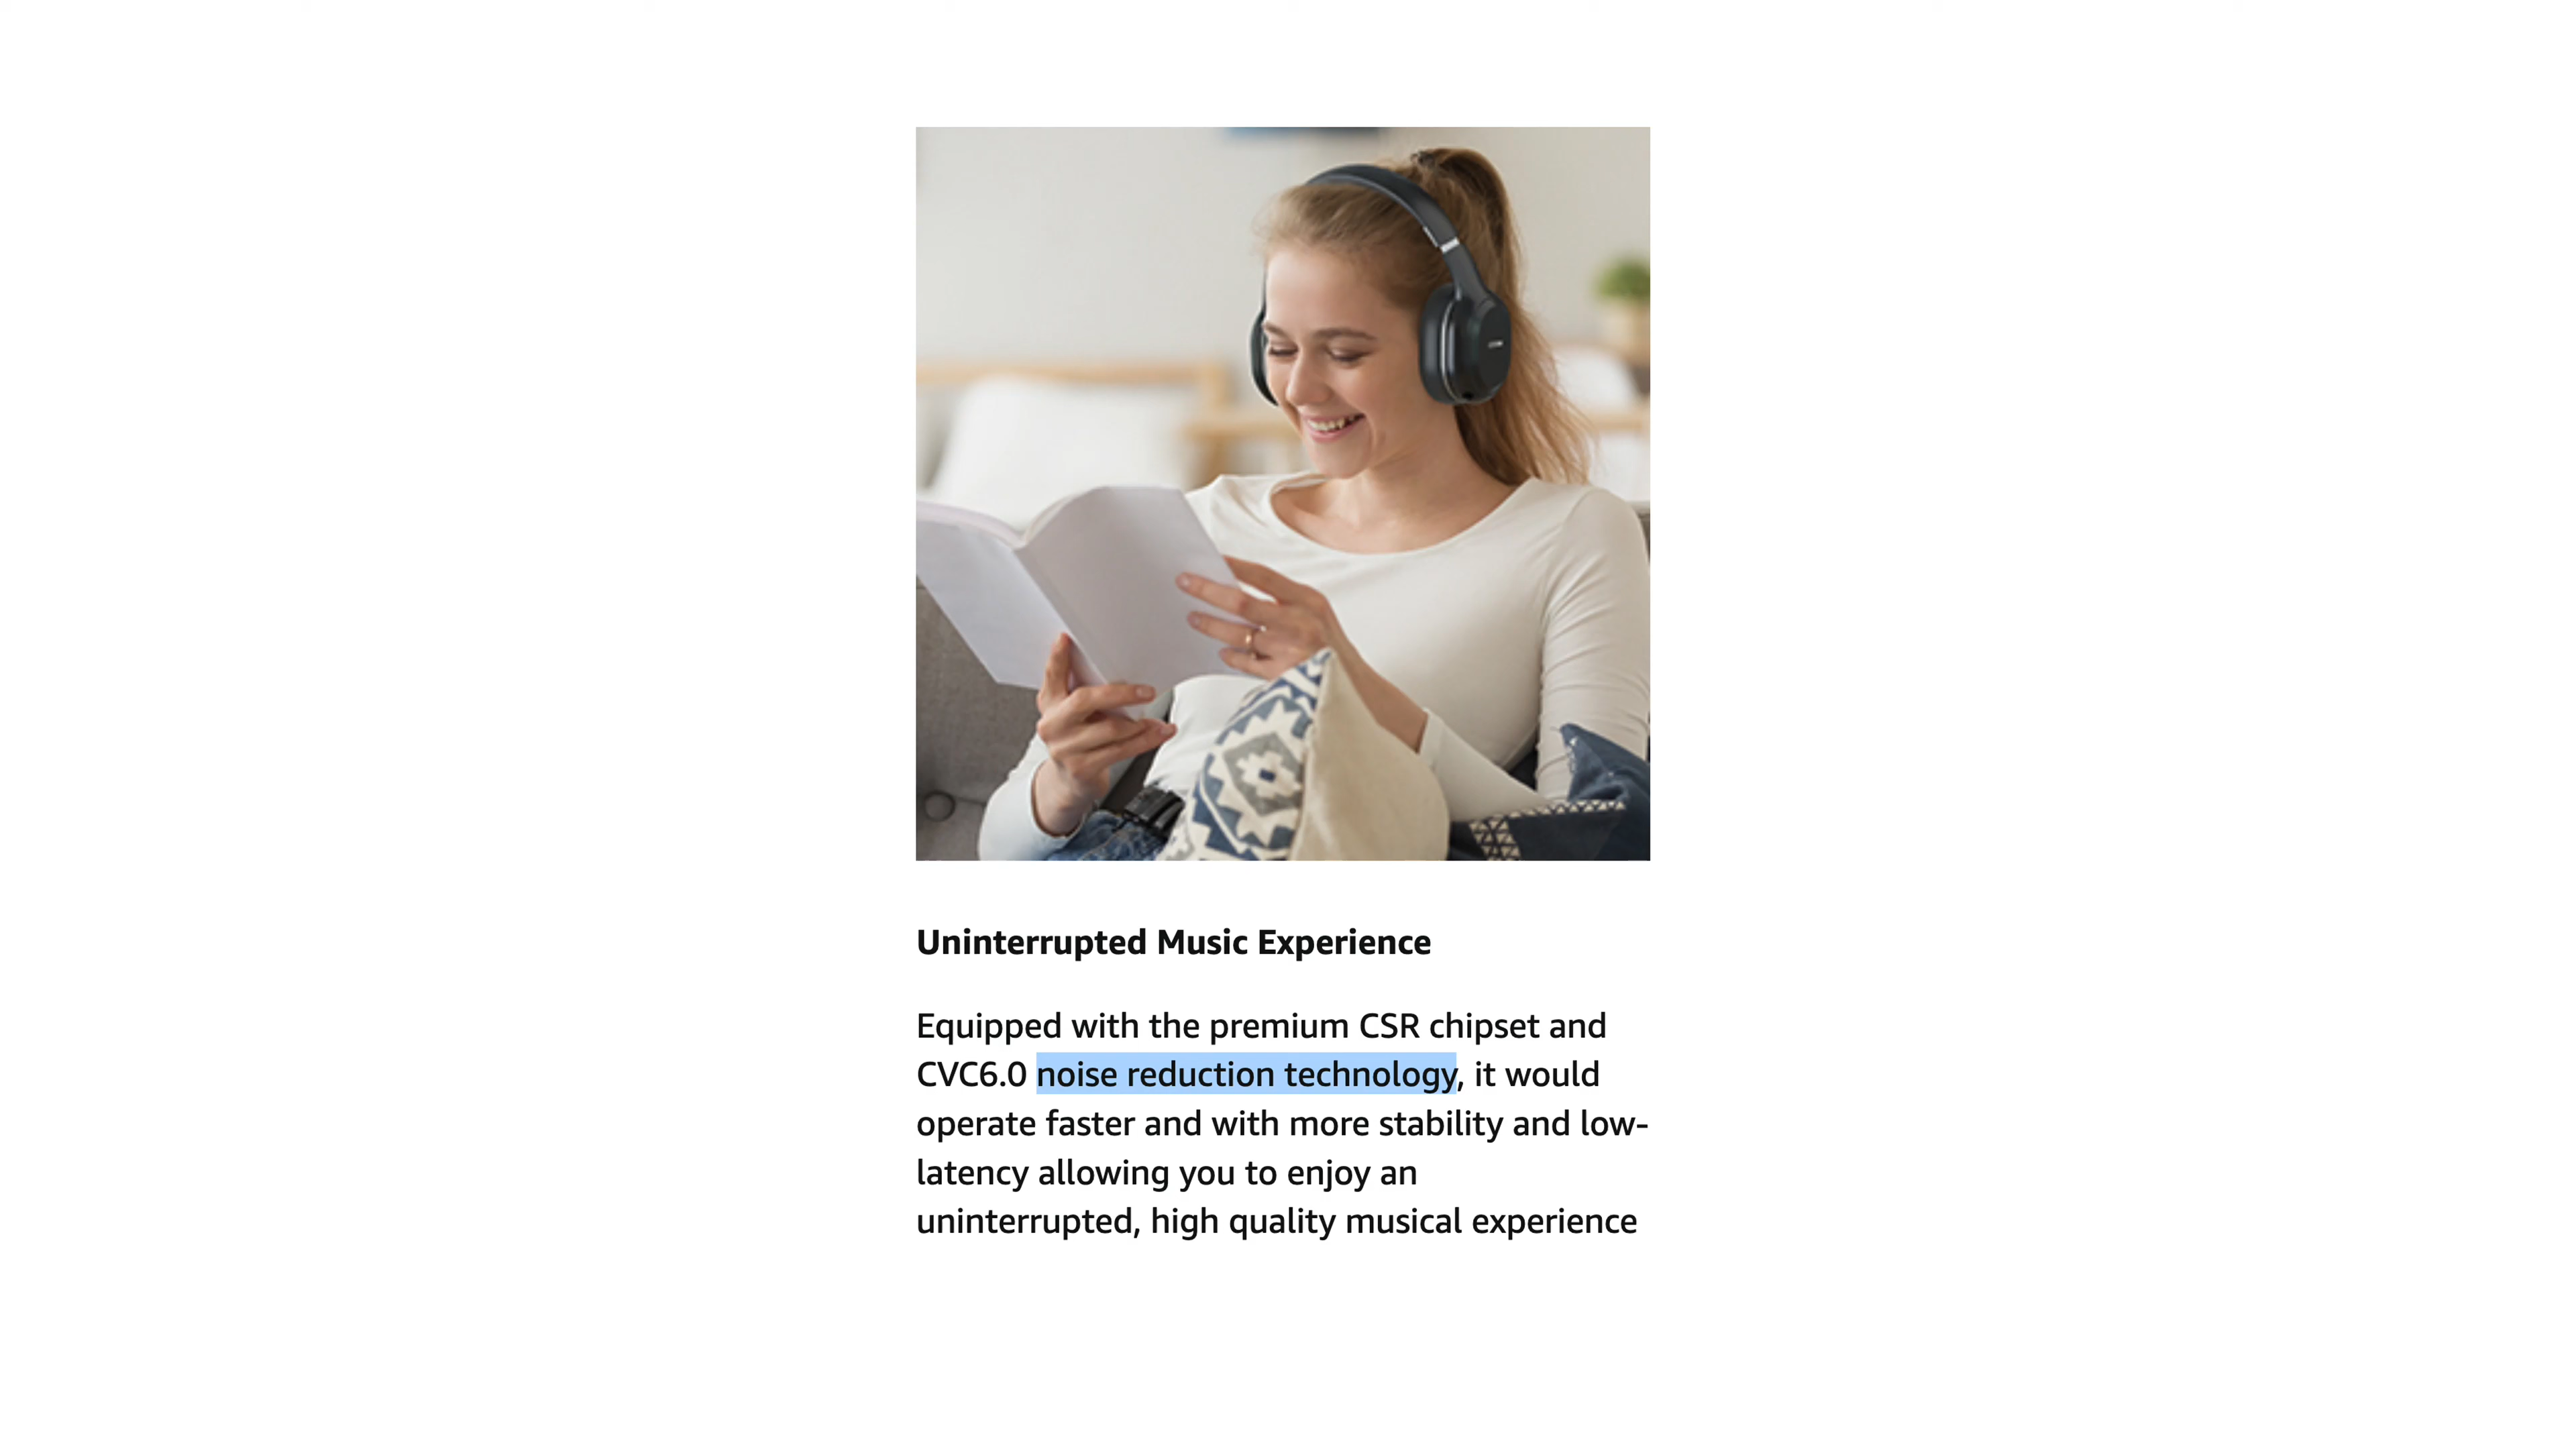 Uninterrupted Music Experience
Equipped with the premium CSR chipset and
CVC6.0 noise reduction technology, it would
operate faster and with more stability and low-
latency allowing you to enjoy an
uninterrupted, high quality musical experience